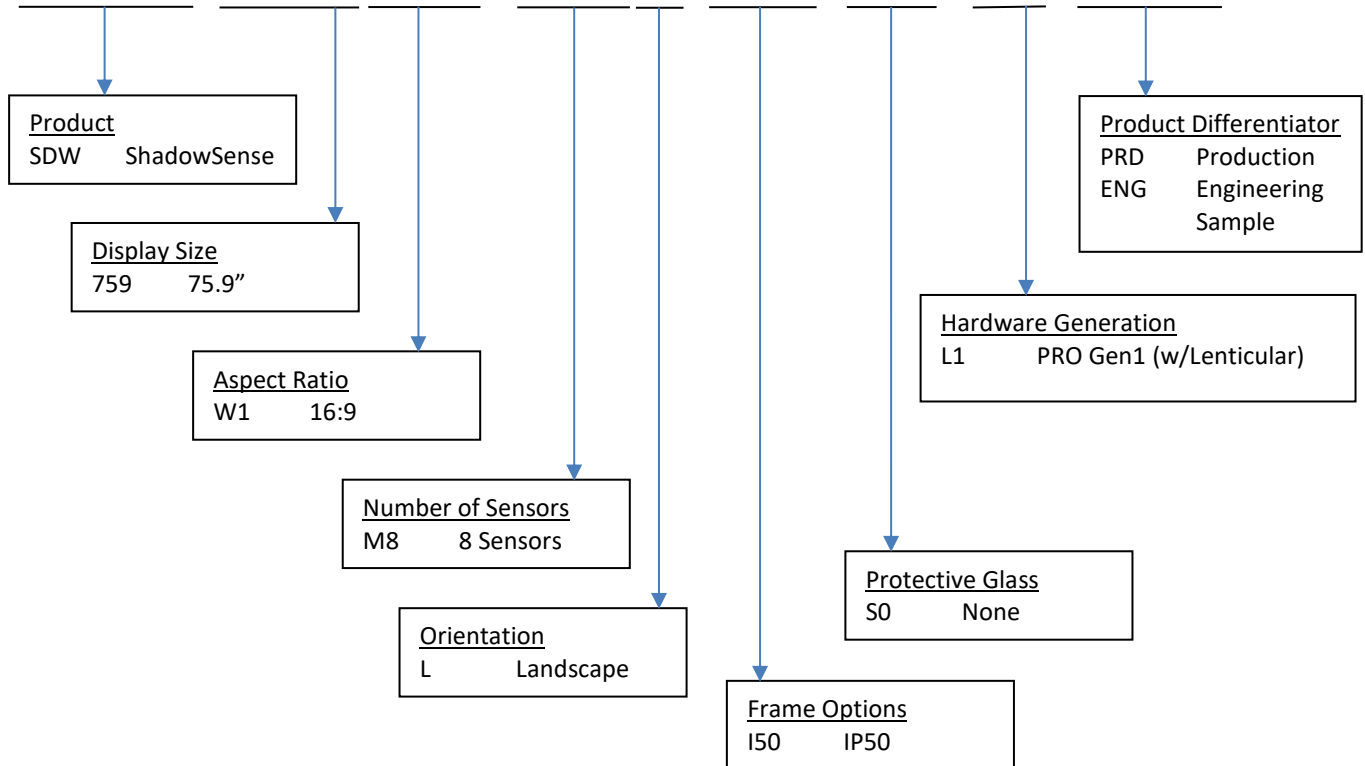 Product
SDW ShadowSense
Product Differentiator
PRD Production
ENG Engineering
Sample
Display Size
759 75.9”
Hardware Generation
L1 PRO Gen1 (w/Lenticular)
Aspect Ratio
W1 16:9
Number of Sensors
M8 8 Sensors
Protective Glass
S0 None
Orientation
L Landscape
Frame Options
I50 IP50